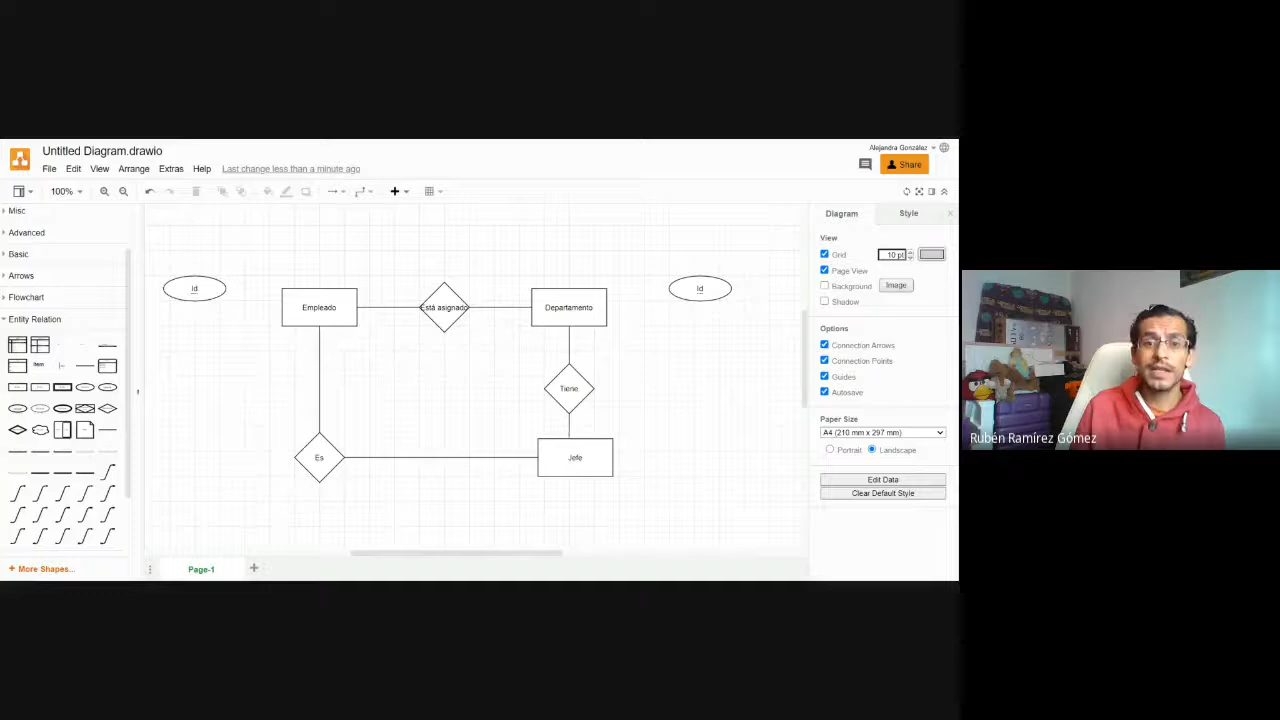 Untitled Diagram.drawio
Alejandra González
File Edit View Arrange Extras Help Last change less than a minute ago
Share
100%
Misc
Advanced
Basic
Arrows
Flowchart
Entity Relation
More Shapes...
Id
Empleado
Está asignado
Departamento
Id
Tiene
Es
Jefe
Page-1
Diagram Style
View
Grid 10 pt
Page View
Background Image
Shadow
Options
Connection Arrows
Connection Points
Guides
Autosave
Paper Size
A4 (210 mm x 297 mm)
Portrait Landscape
Edit Data
Clear Default Style
Rubén Ramírez Gómez